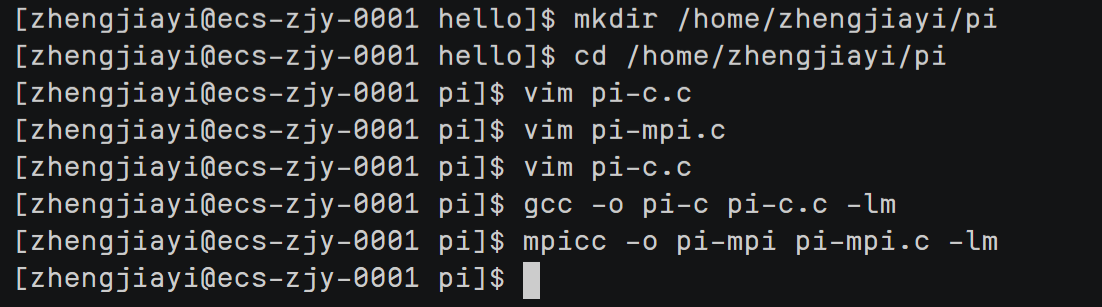 [zhengjiayi@ecs-zjy-0001 hello]$ mkdir /home/zhengjiayi/pi
[zhengjiayi@ecs-zjy-0001 hello]$ cd /home/zhengjiayi/pi
[zhengjiayi@ecs-zjy-0001 pi]$ vim pi-c.c
[zhengjiayi@ecs-zjy-0001 pi]$ vim pi-mpi.c
[zhengjiayi@ecs-zjy-0001 pi]$ vim pi-c.c
[zhengjiayi@ecs-zjy-0001 pi]$ gcc -o pi-c pi-c.c -lm
[zhengjiayi@ecs-zjy-0001 pi]$ mpicc -o pi-mpi pi-mpi.c -lm
[zhengjiayi@ecs-zjy-0001 pi]$